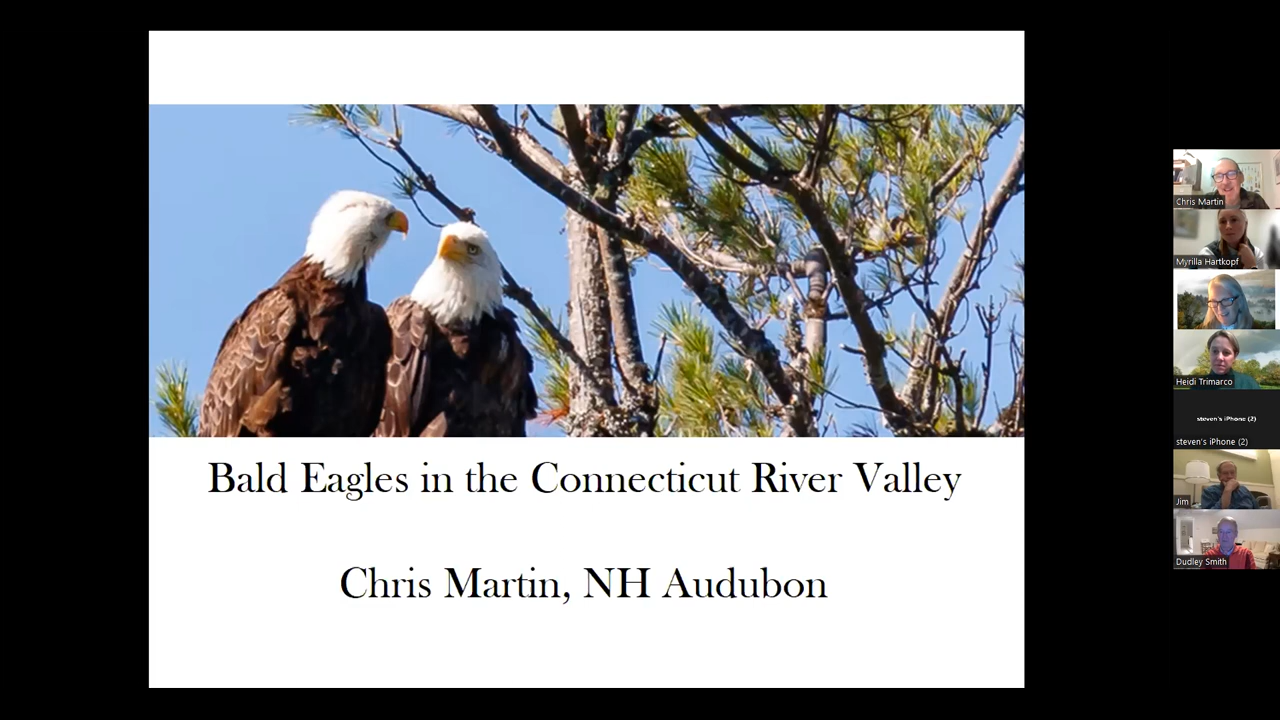 Bald Eagles in the Connecticut River Valley
Chris Martin, NH Audubon
Chris Martin
Myrilla Hartkopf
Heidi Trimarco
steven's iPhone (2)
steven's iPhone (2)
Jim
Dudley Smith